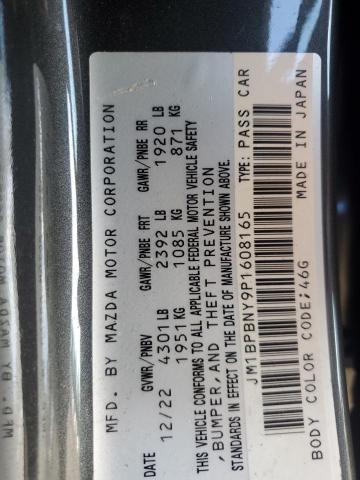 MFD. BY MAZDA MOTOR CORPORATION
DATE GVWR/PNBV GAWR/PNBE FRT GAWR/PNBE RR
12/22 4301 LB 2392 LB 1920 LB
1951 KG 1085 KG 871 KG
THIS VEHICLE CONFORMS TO ALL APPLICABLE FEDERAL MOTOR VEHICLE SAFETY
,BUMPER,AND THEFT PREVENTION
STANDARDS IN EFFECT ON THE DATE OF MANUFACTURE SHOWN ABOVE.
JM1BPBNY9P1608165 TYPE: PASS CAR
BODY COLOR CODE;46G MADE IN JAPAN